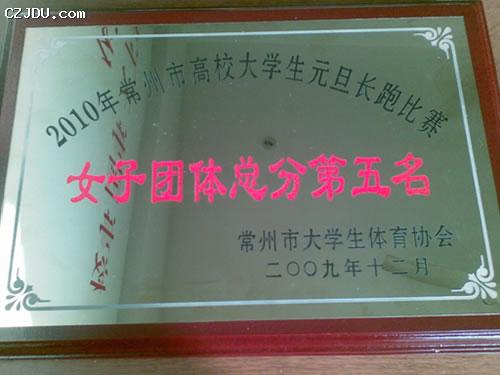 CZJDU.COM
2010年常州市高校大学生元旦长跑比赛
女子团体总分第五名
常州市大学生体育协会
二〇〇九年十二月